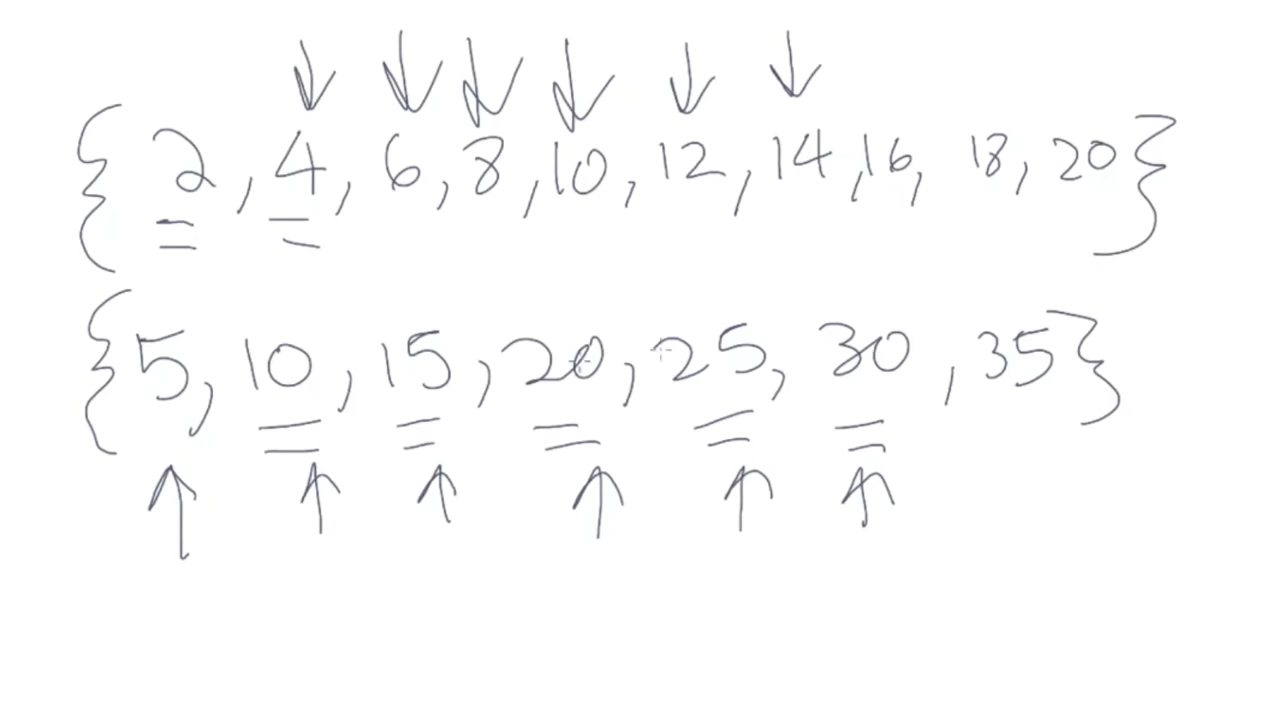 {2, 4, 6, 8, 10, 12, 14, 16, 18, 20}
{5, 10, 15, 20, 25, 30, 35}